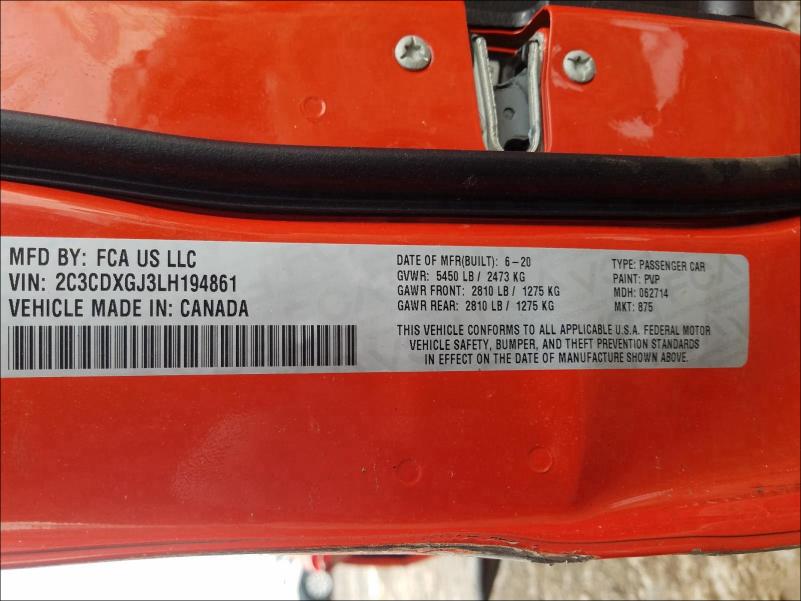 MFD BY: FCA US LLC
VIN: 2C3CDXGJ3LH194861
VEHICLE MADE IN: CANADA
DATE OF MFR(BUILT): 6-20
GVWR: 5450 LB / 2473 KG
GAWR FRONT: 2810 LB / 1275 KG
GAWR REAR: 2810 LB / 1275 KG
TYPE: PASSENGER CAR
PAINT: PVP
MDH: 062714
MKT: 875
THIS VEHICLE CONFORMS TO ALL APPLICABLE U.S.A. FEDERAL MOTOR
VEHICLE SAFETY, BUMPER, AND THEFT PREVENTION STANDARDS
IN EFFECT ON THE DATE OF MANUFACTURE SHOWN ABOVE.